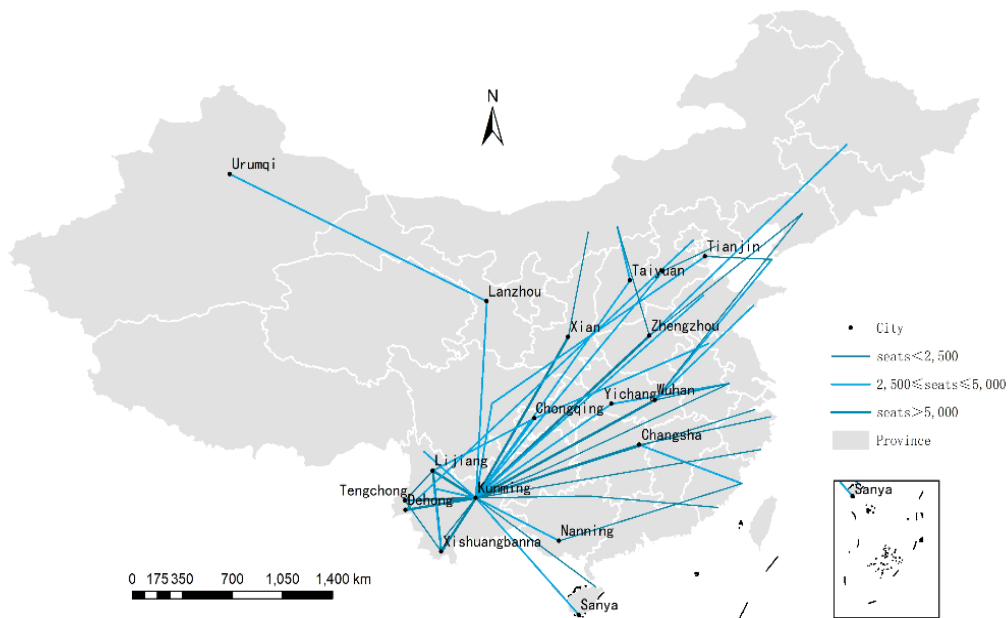 N
Urumqi
Tianjin
Taiyuan
Lanzhou
Xian
Zhengzhou
City
seats<2,500
2,500≤seats≤5,000
seats>5,000
Province
Yichang
Wuhan
Chongqing
Changsha
Lijiang
Tengchong
Kunming
Dehong
Nanning
Xishuangbanna
Sanya
Sanya
0 175350 700 1,050 1,400 km